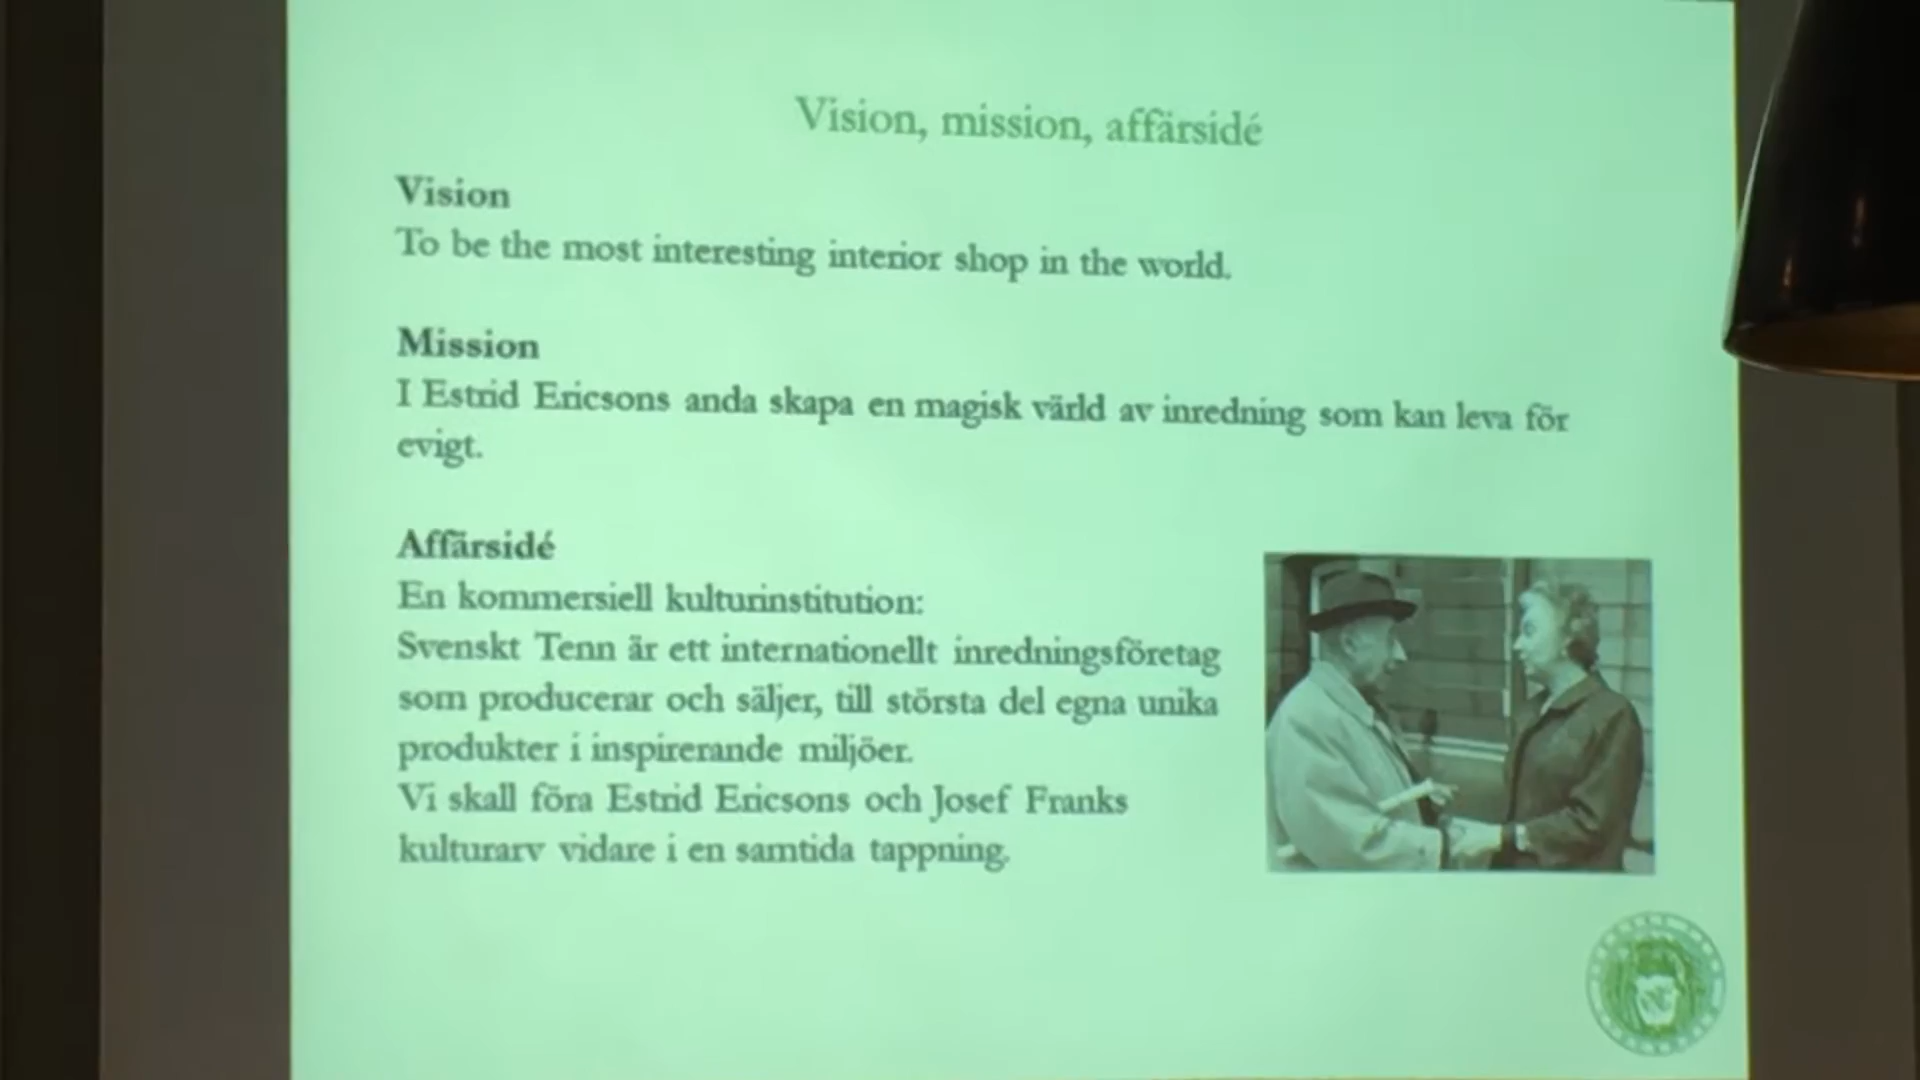 Vision, mission, affärsidé
Vision
To be the most interesting interior shop in the world.
Mission
I Estrid Ericsons anda skapa en magisk värld av inredning som kan leva för
evigt.
Affärsidé
En kommersiell kulturinstitution:
Svenskt Tenn är ett internationellt inredningsföretag
som producerar och säljer, till största del egna unika
produkter i inspirerande miljöer.
Vi skall föra Estrid Ericsons och Josef Franks
kulturarv vidare i en samtida tappning.